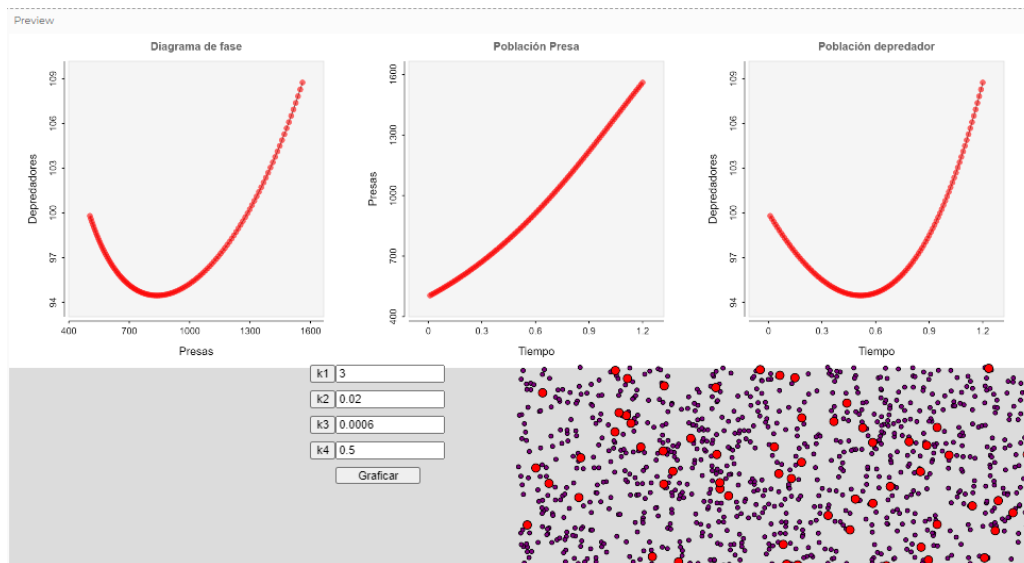 Preview
Diagrama de fase
Depredadores
109
106
103
100
97
94
400 700 1000 1300 1600
Presas
Población Presa
Presas
1600
1300
1000
700
400
0 0.3 0.6 0.9 1.2
Tiempo
Población depredador
Depredadores
109
106
103
100
97
94
0 0.3 0.6 0.9 1.2
Tiempo
k1 3
k2 0.02
k3 0.0006
k4 0.5
Graficar